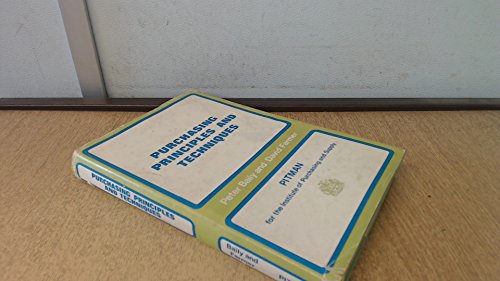 PURCHASING
PRINCIPLES AND
TECHNIQUES
Peter Baily and David Farmer
PITMAN
for the Institute of Purchasing and Supply
PURCHASING PRINCIPLES
AND TECHNIQUES
Baily and